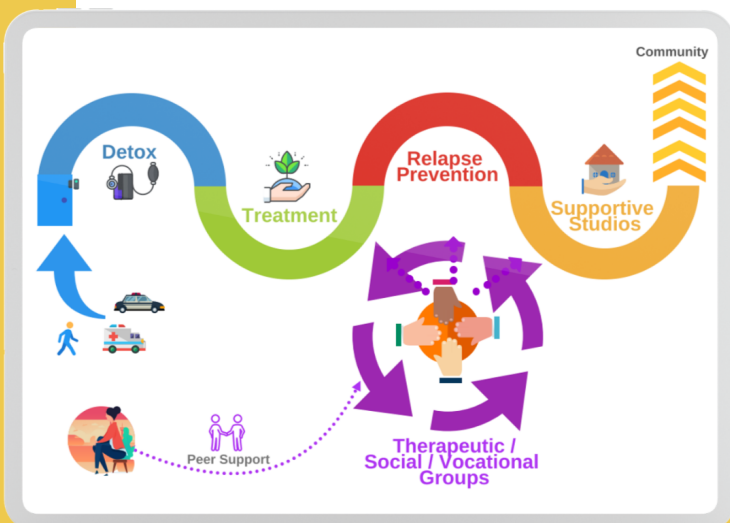 Community
Detox
Treatment
Relapse
Prevention
Supportive
Studios
Peer Support
Therapeutic /
Social / Vocational
Groups